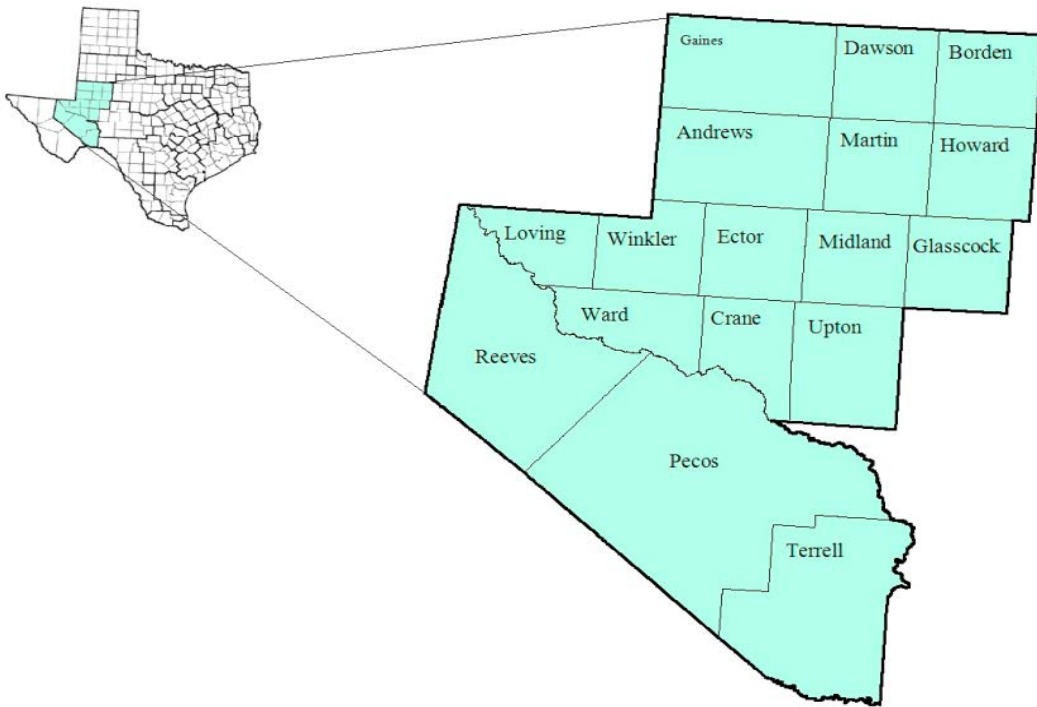 Gaines
Dawson
Borden
Andrews
Martin
Howard
Loving
Winkler
Ector
Midland
Glasscock
Ward
Crane
Upton
Reeves
Pecos
Terrell